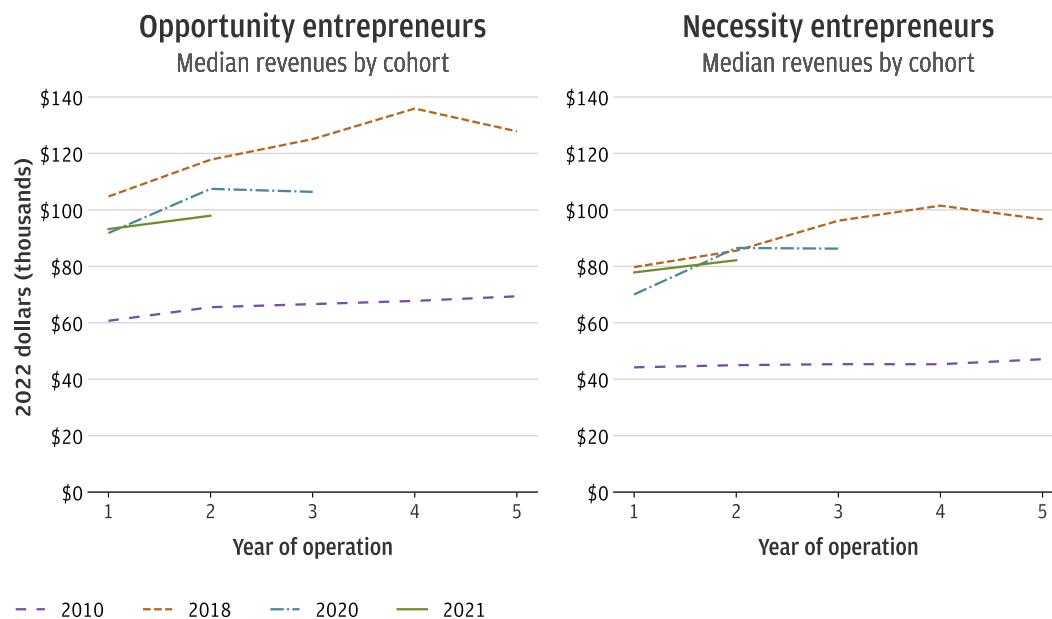 Opportunity entrepreneurs
Median revenues by cohort
2022 dollars (thousands)
$140
$120
$100
$80
$60
$40
$20
$0
1 2 3 4 5
Year of operation
Necessity entrepreneurs
Median revenues by cohort
$140
$120
$100
$80
$60
$40
$20
$0
1 2 3 4 5
Year of operation
2010 2018 2020 2021